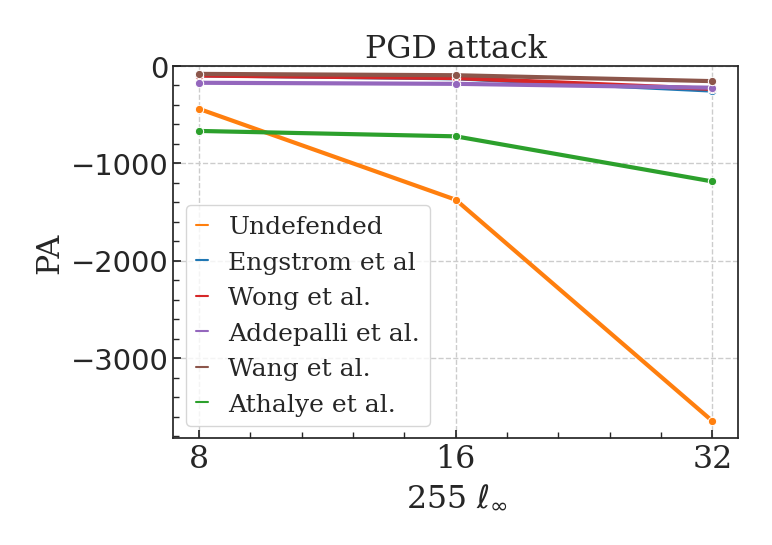 PGD attack
0
−1000
−2000
−3000
PA
Undefended
Engstrom et al
Wong et al.
Addepalli et al.
Wang et al.
Athalye et al.
8 16 32
255 ℓ∞